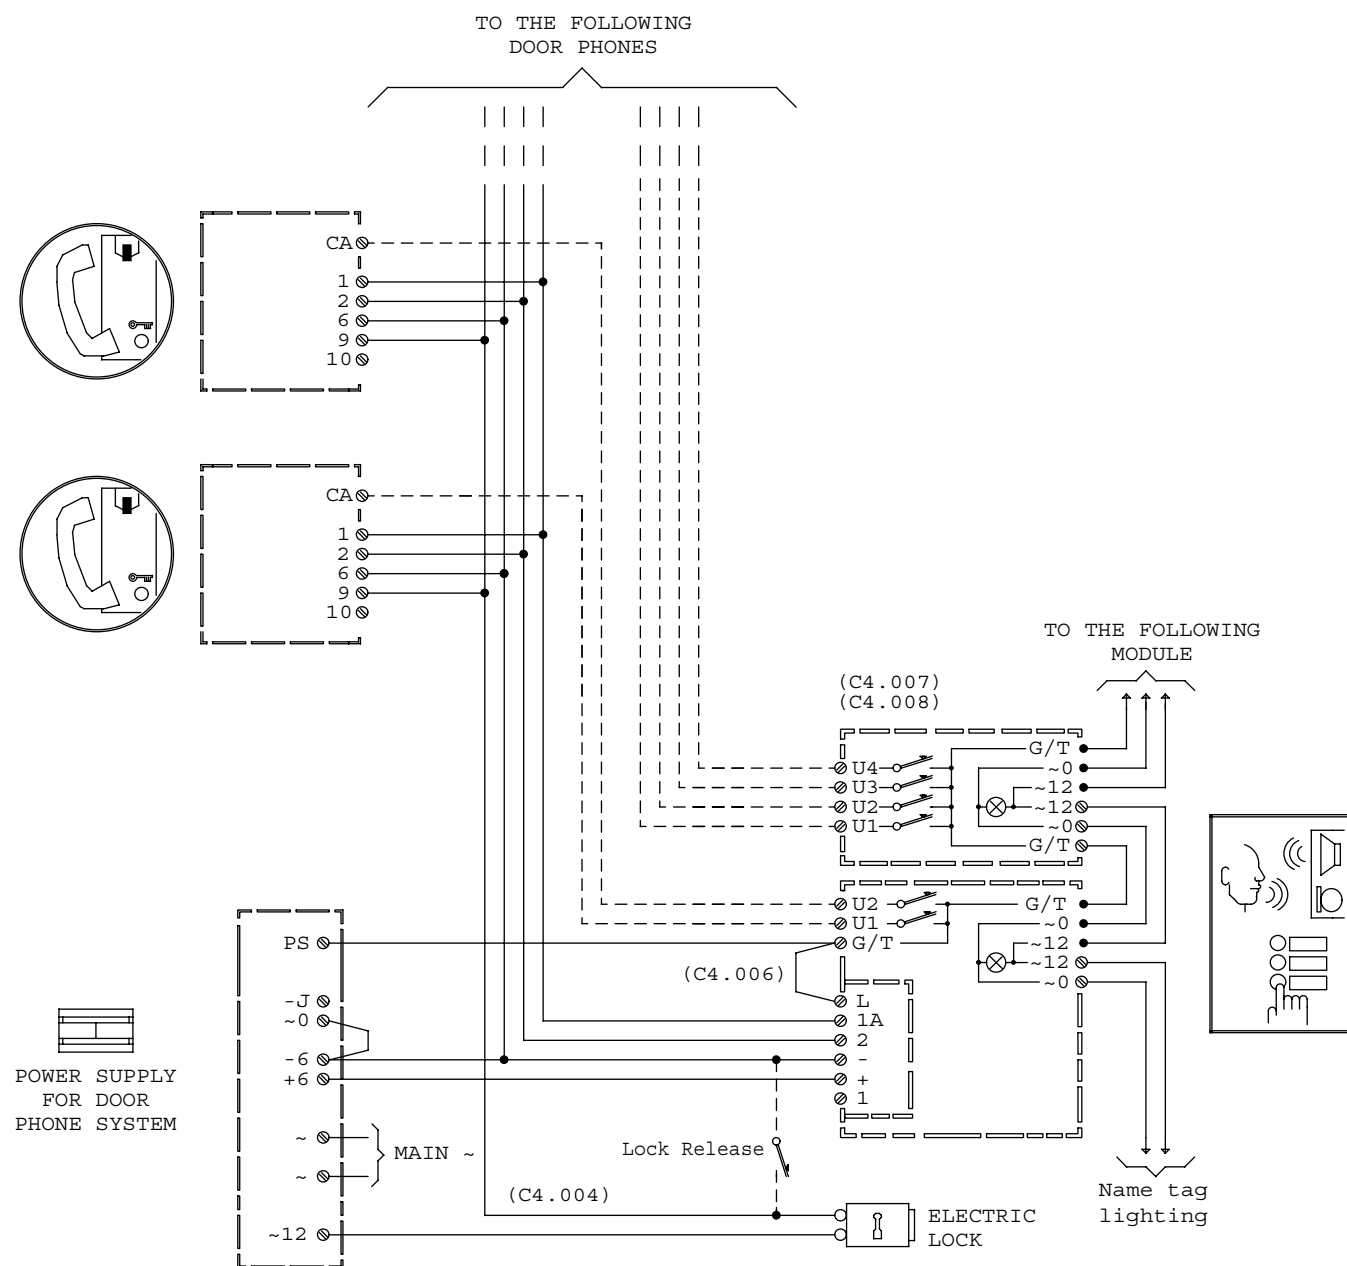 TO THE FOLLOWING
DOOR PHONES
CA
1
2
6
9
10
CA
1
2
6
9
10
TO THE FOLLOWING
MODULE
(C4.007)
(C4.008)
G/T
U4
~0
U3
~12
U2
~12
U1
~0
G/T
U2
G/T
U1
~0
G/T
~12
~12
~0
(C4.006)
L
1A
2
-
+
1
PS
-J
~0
-6
+6
~
MAIN ~
~
~12
POWER SUPPLY
FOR DOOR
PHONE SYSTEM
Lock Release
(C4.004)
ELECTRIC
LOCK
Name tag
lighting